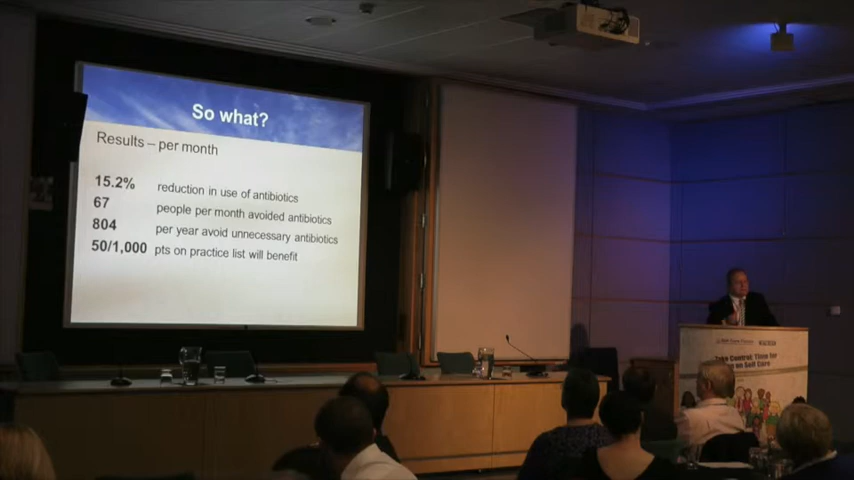 So what?
Results – per month
15.2% reduction in use of antibiotics
67 people per month avoided antibiotics
804 per year avoid unnecessary antibiotics
50/1,000 pts on practice list will benefit
Take Control: Time for
on Self Care